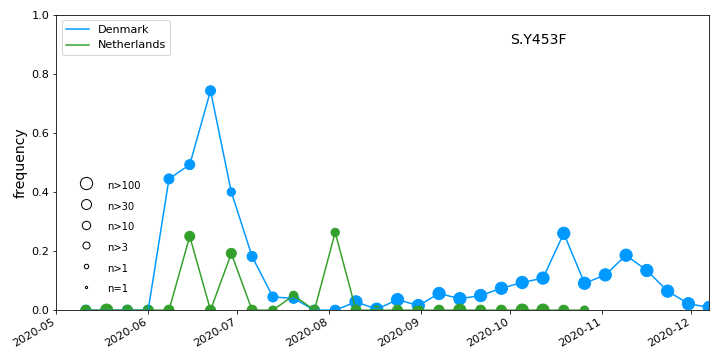 Denmark
Netherlands
S.Y453F
frequency
1.0
0.8
0.6
0.4
0.2
0.0
n>100
n>30
n>10
n>3
n>1
n=1
2020-05
2020-06
2020-07
2020-08
2020-09
2020-10
2020-11
2020-12